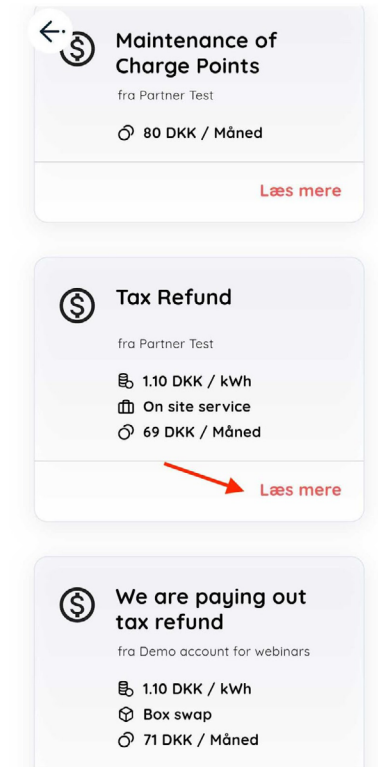 Maintenance of
Charge Points
fra Partner Test
80 DKK / Måned
Læs mere
Tax Refund
fra Partner Test
1.10 DKK / kWh
On site service
69 DKK / Måned
Læs mere
We are paying out
tax refund
fra Demo account for webinars
1.10 DKK / kWh
Box swap
71 DKK / Måned